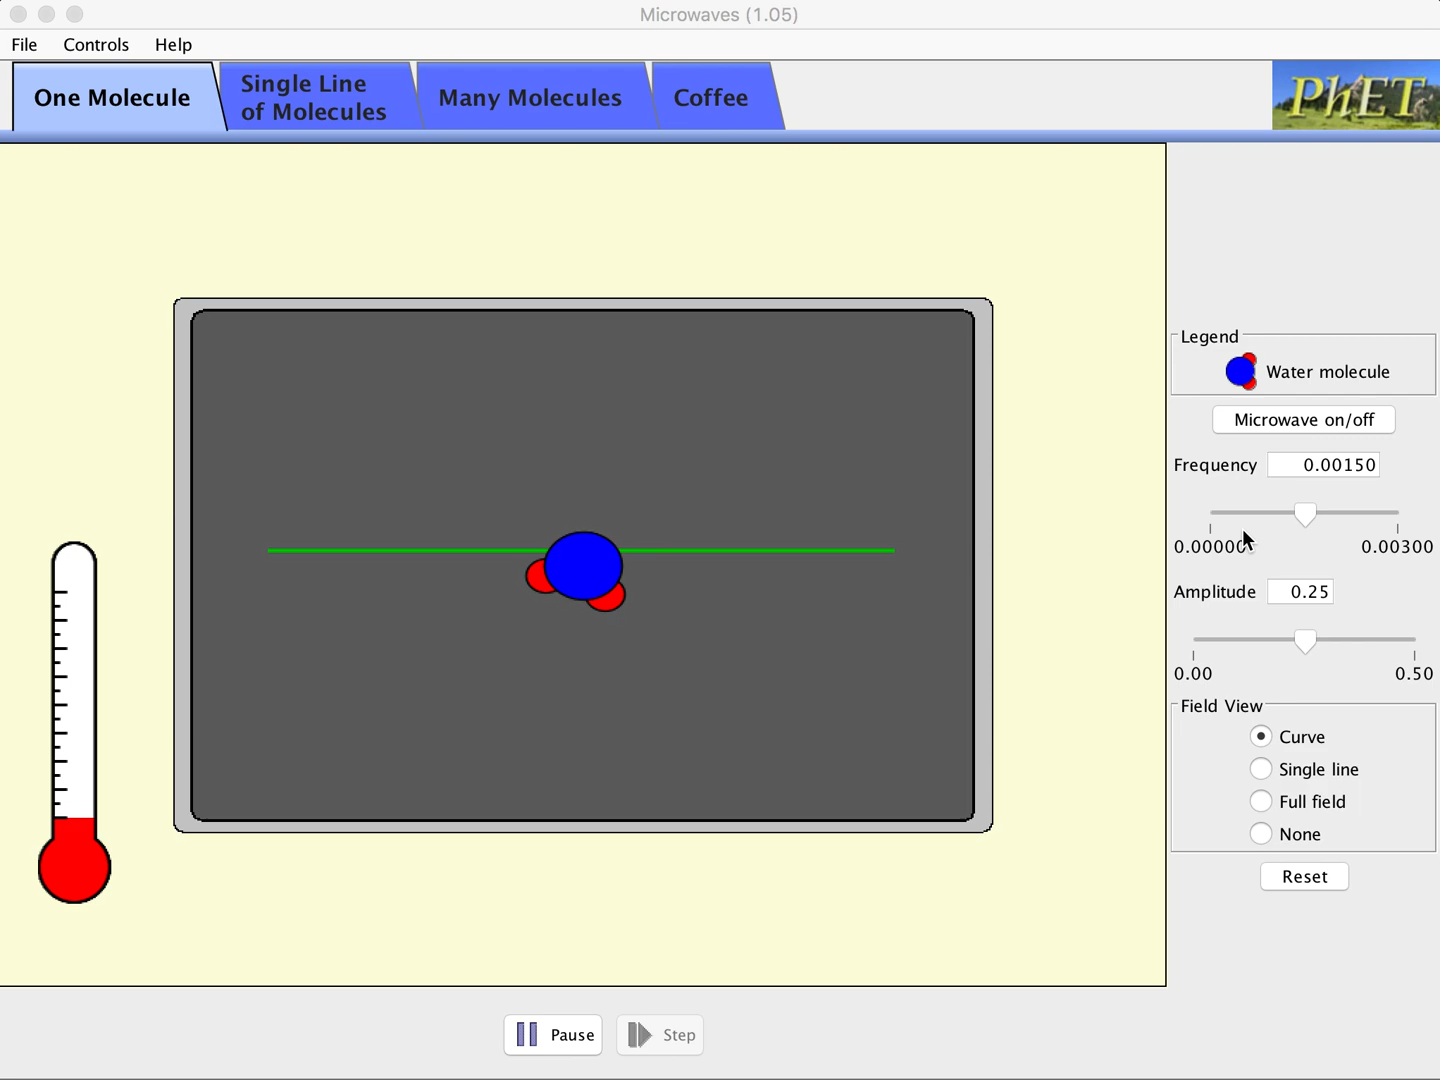 Microwaves (1.05)
File Controls Help
One Molecule
Single Line
of Molecules
Many Molecules
Coffee
PhET
Legend
Water molecule
Microwave on/off
Frequency 0.00150
0.00000 0.00300
Amplitude 0.25
0.00 0.50
Field View
Curve
Single line
Full field
None
Reset
Pause Step